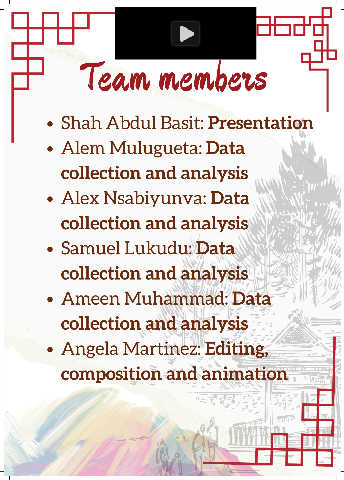 Team members
• Shah Abdul Basit: Presentation
• Alem Mulugeta: Data
collection and analysis
• Alex Nsabiyunva: Data
collection and analysis
• Samuel Lukudu: Data
collection and analysis
• Ameen Muhammad: Data
collection and analysis
• Angela Martinez: Editing,
composition and animation